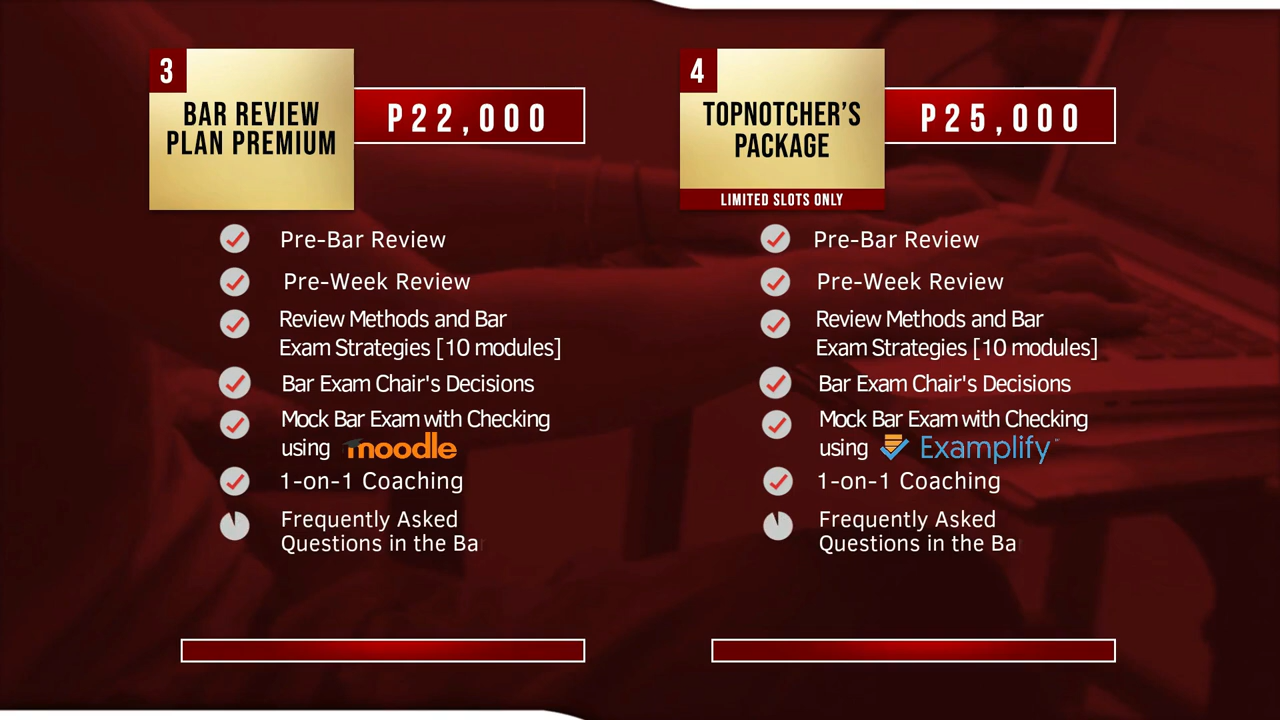 3
BAR REVIEW
PLAN PREMIUM
P22,000
Pre-Bar Review
Pre-Week Review
Review Methods and Bar
Exam Strategies [10 modules]
Bar Exam Chair's Decisions
Mock Bar Exam with Checking
using moodle
1-on-1 Coaching
Frequently Asked
Questions in the Bar
4
TOPNOTCHER'S
PACKAGE
LIMITED SLOTS ONLY
P25,000
Pre-Bar Review
Pre-Week Review
Review Methods and Bar
Exam Strategies [10 modules]
Bar Exam Chair's Decisions
Mock Bar Exam with Checking
using Examplify
1-on-1 Coaching
Frequently Asked
Questions in the Ba